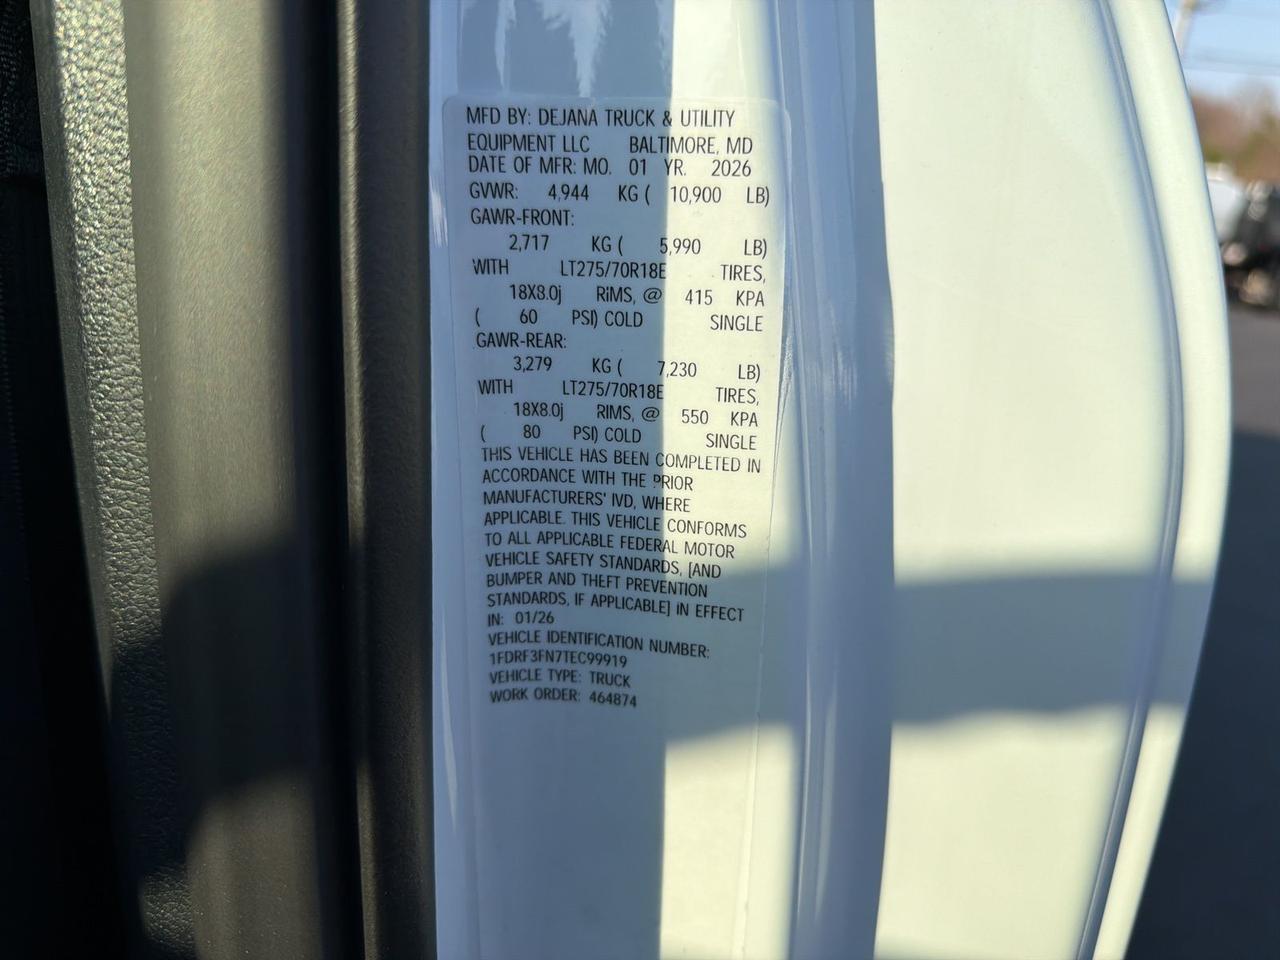 MFD BY: DEJANA TRUCK & UTILITY
EQUIPMENT LLC BALTIMORE, MD
DATE OF MFR: MO. 01 YR. 2026
GVWR: 4,944 KG ( 10,900 LB)
GAWR-FRONT:
2,717 KG ( 5,990 LB)
WITH LT275/70R18E TIRES,
18X8.0j RiMS, @ 415 KPA
( 60 PSI) COLD SINGLE
GAWR-REAR:
3,279 KG ( 7,230 LB)
WITH LT275/70R18E TIRES,
18X8.0j RIMS, @ 550 KPA
( 80 PSI) COLD SINGLE
THIS VEHICLE HAS BEEN COMPLETED IN
ACCORDANCE WITH THE PRIOR
MANUFACTURERS' IVD, WHERE
APPLICABLE. THIS VEHICLE CONFORMS
TO ALL APPLICABLE FEDERAL MOTOR
VEHICLE SAFETY STANDARDS, [AND
BUMPER AND THEFT PREVENTION
STANDARDS, IF APPLICABLE] IN EFFECT
IN: 01/26
VEHICLE IDENTIFICATION NUMBER:
1FDRF3FN7TEC99919
VEHICLE TYPE: TRUCK
WORK ORDER: 464874